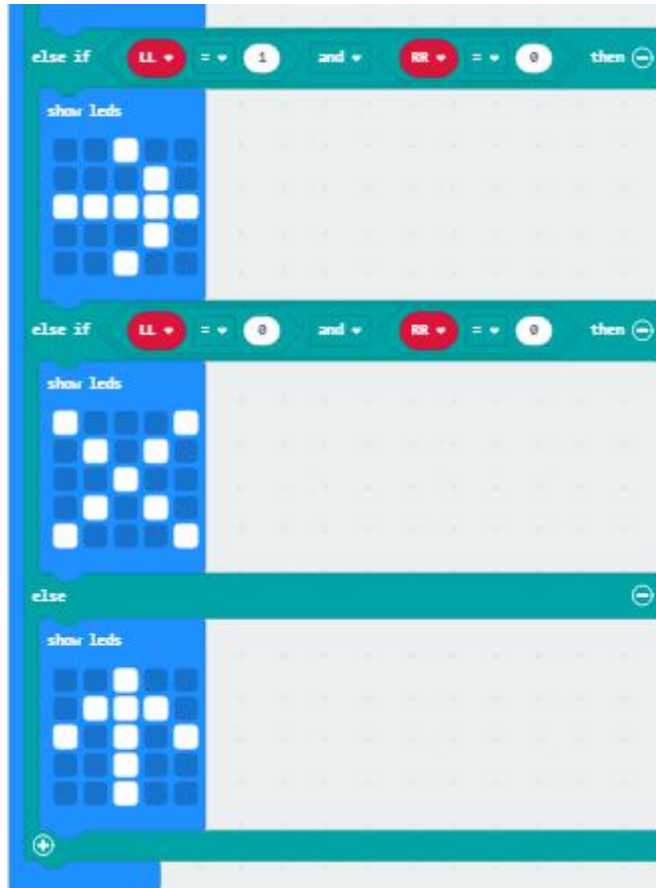 else if LL = 1 and RR = 0 then
show leds
else if LL = 0 and RR = 0 then
show leds
else
show leds